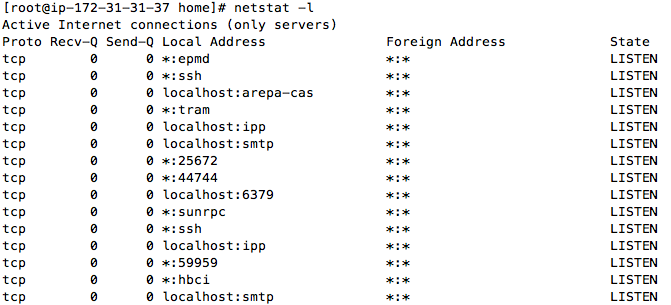 [root@ip-172-31-31-37 home]# netstat -l
Active Internet connections (only servers)
Proto Recv-Q Send-Q Local Address               Foreign Address             State
tcp        0      0 *:epmd                      *:*                         LISTEN
tcp        0      0 *:ssh                       *:*                         LISTEN
tcp        0      0 localhost:arepa-cas         *:*                         LISTEN
tcp        0      0 *:tram                      *:*                         LISTEN
tcp        0      0 localhost:ipp               *:*                         LISTEN
tcp        0      0 localhost:smtp              *:*                         LISTEN
tcp        0      0 *:25672                     *:*                         LISTEN
tcp        0      0 *:44744                     *:*                         LISTEN
tcp        0      0 localhost:6379              *:*                         LISTEN
tcp        0      0 *:sunrpc                    *:*                         LISTEN
tcp        0      0 *:ssh                       *:*                         LISTEN
tcp        0      0 localhost:ipp               *:*                         LISTEN
tcp        0      0 *:59959                     *:*                         LISTEN
tcp        0      0 *:hbci                      *:*                         LISTEN
tcp        0      0 localhost:smtp              *:*                         LISTEN